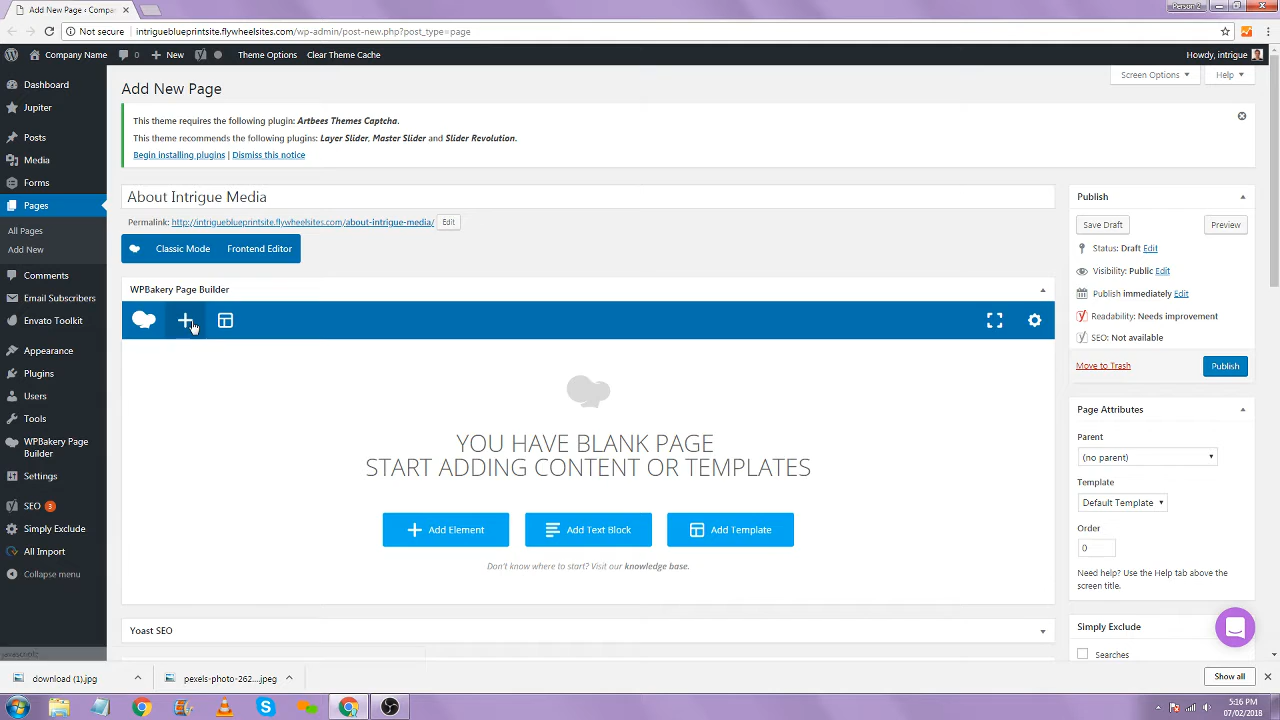 Add New Page ‹ Compa
Person 2
Not secure
intrigueblueprintsite.flywheelsites.com/wp-admin/post-new.php?post_type=page
Company Name
0
New
Theme Options
Clear Theme Cache
Howdy, intrigue
Dashboard
Jupiter
Posts
Media
Forms
Pages
All Pages
Add New
Comments
Email Subscribers
Envato Toolkit
Appearance
Plugins
Users
Tools
WPBakery Page
Builder
Settings
SEO 3
Simply Exclude
All Import
Collapse menu
Screen Options
Help
Add New Page
This theme requires the following plugin: Artbees Themes Captcha.
This theme recommends the following plugins: Layer Slider, Master Slider and Slider Revolution.
Begin installing plugins | Dismiss this notice
About Intrigue Media
Permalink: http://intrigueblueprintsite.flywheelsites.com/about-intrigue-media/ Edit
Classic Mode
Frontend Editor
WPBakery Page Builder
YOU HAVE BLANK PAGE
START ADDING CONTENT OR TEMPLATES
Add Element
Add Text Block
Add Template
Don't know where to start? Visit our knowledge base.
Yoast SEO
Publish
Save Draft
Preview
Status: Draft Edit
Visibility: Public Edit
Publish immediately Edit
Readability: Needs improvement
SEO: Not available
Move to Trash
Publish
Page Attributes
Parent
(no parent)
Template
Default Template
Order
0
Need help? Use the Help tab above the
screen title.
Simply Exclude
Searches
download (1).jpg
pexels-photo-262....jpeg
Show all
5:16 PM
07/02/2018